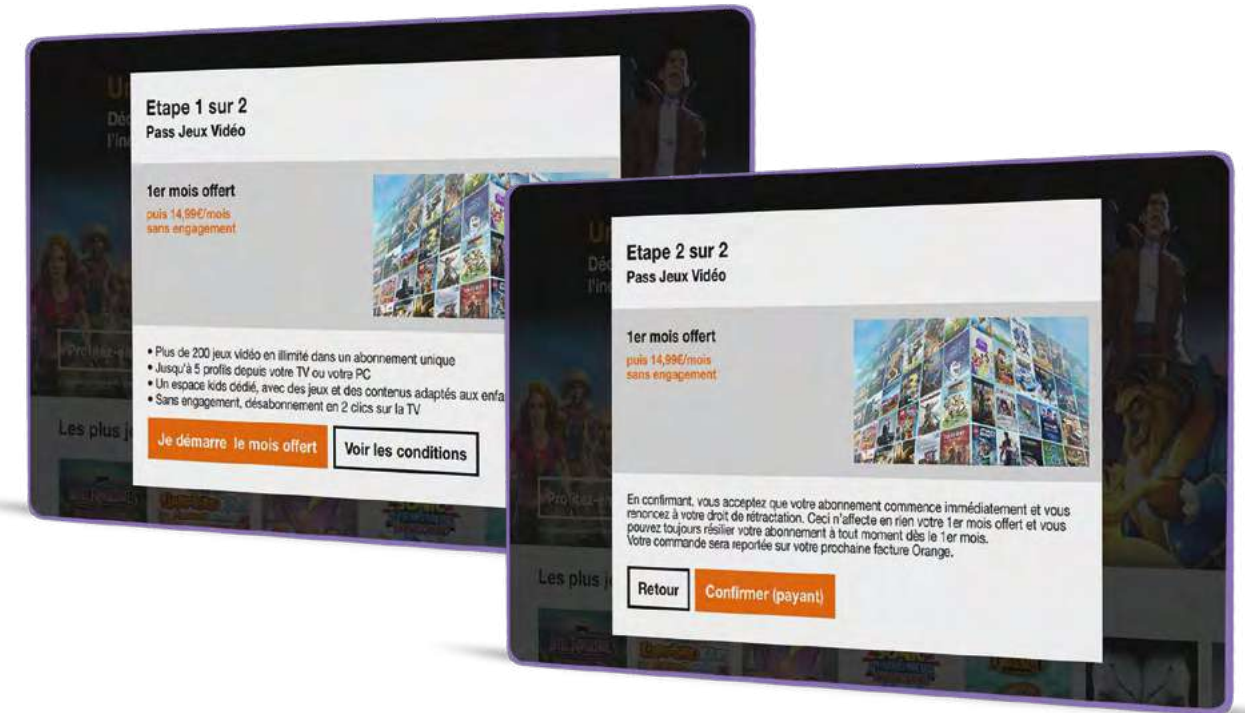 Etape 1 sur 2
Pass Jeux Vidéo
1er mois offert
puis 14,99€/mois
sans engagement
• Plus de 200 jeux vidéo en illimité dans un abonnement unique
• Jusqu'à 5 profils depuis votre TV ou votre PC
• Un espace kids dédié, avec des jeux et des contenus adaptés aux enfa
• Sans engagement, désabonnement en 2 clics sur la TV
Je démarre le mois offert
Voir les conditions
Les plus j
Etape 2 sur 2
Pass Jeux Vidéo
1er mois offert
puis 14,99€/mois
sans engagement
En confirmant, vous acceptez que votre abonnement commence immédiatement et vous
renoncez à votre droit de rétractation. Ceci n'affecte en rien votre 1er mois offert et vous
pouvez toujours résilier votre abonnement à tout moment dès le 1er mois.
Votre commande sera reportée sur votre prochaine facture Orange.
Retour
Confirmer (payant)
Les plus j